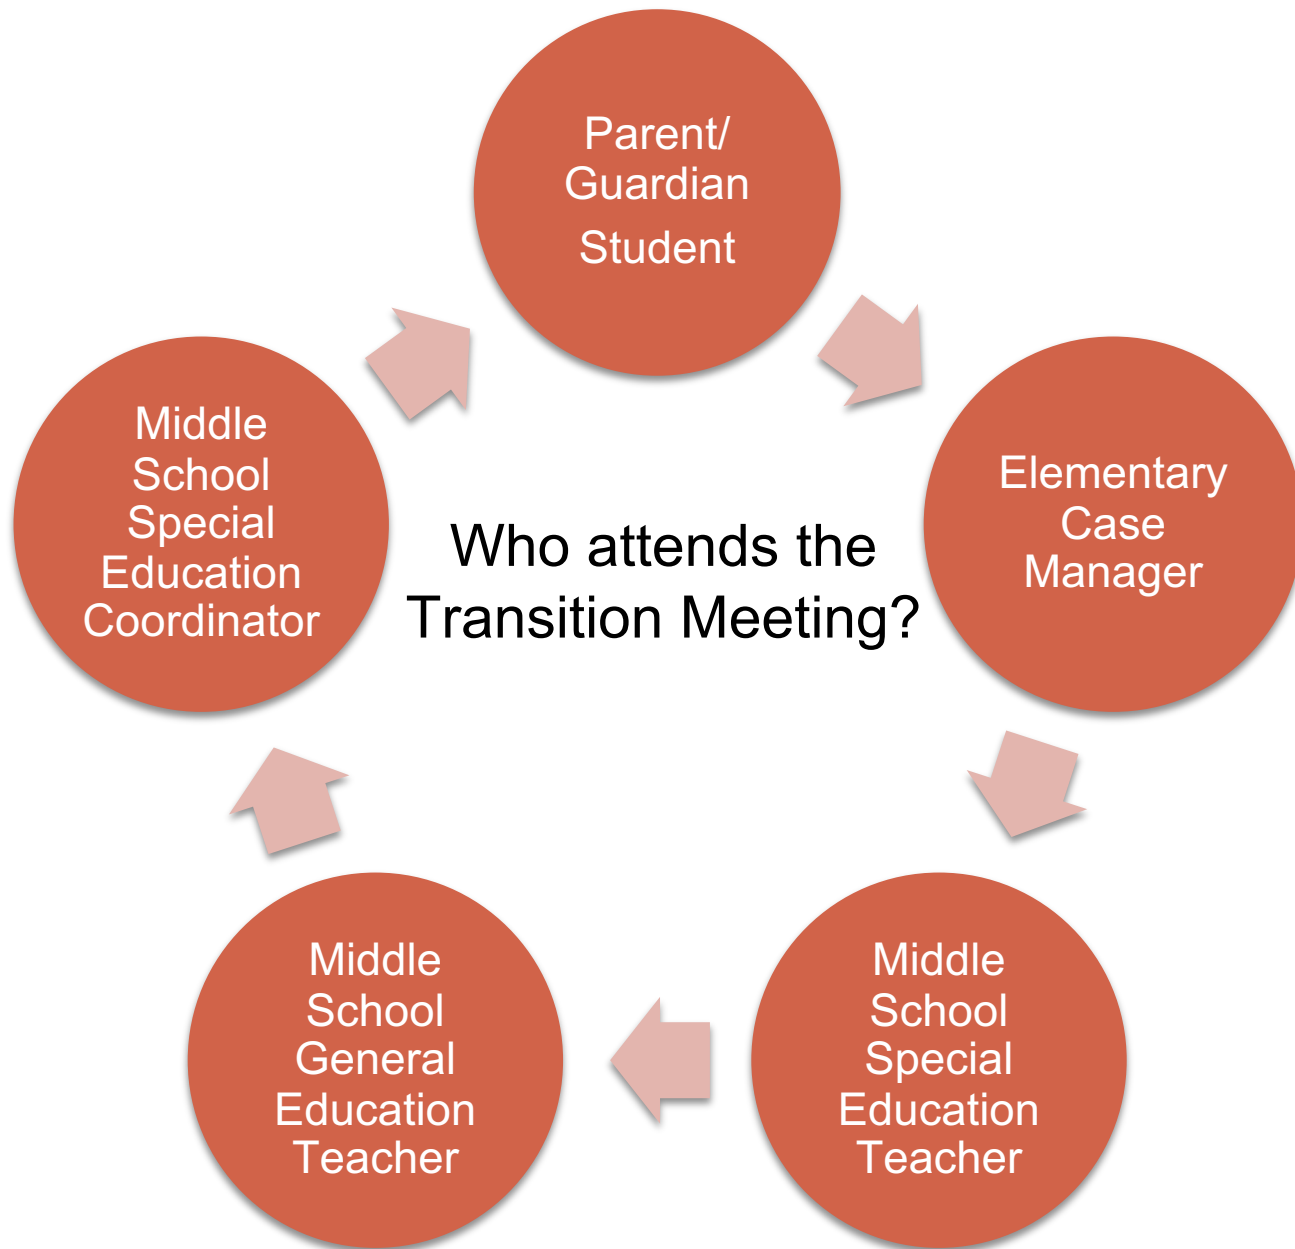 Parent/
Guardian
Student
Elementary
Case
Manager
Middle
School
Special
Education
Teacher
Middle
School
General
Education
Teacher
Middle
School
Special
Education
Coordinator
Who attends the
Transition Meeting?